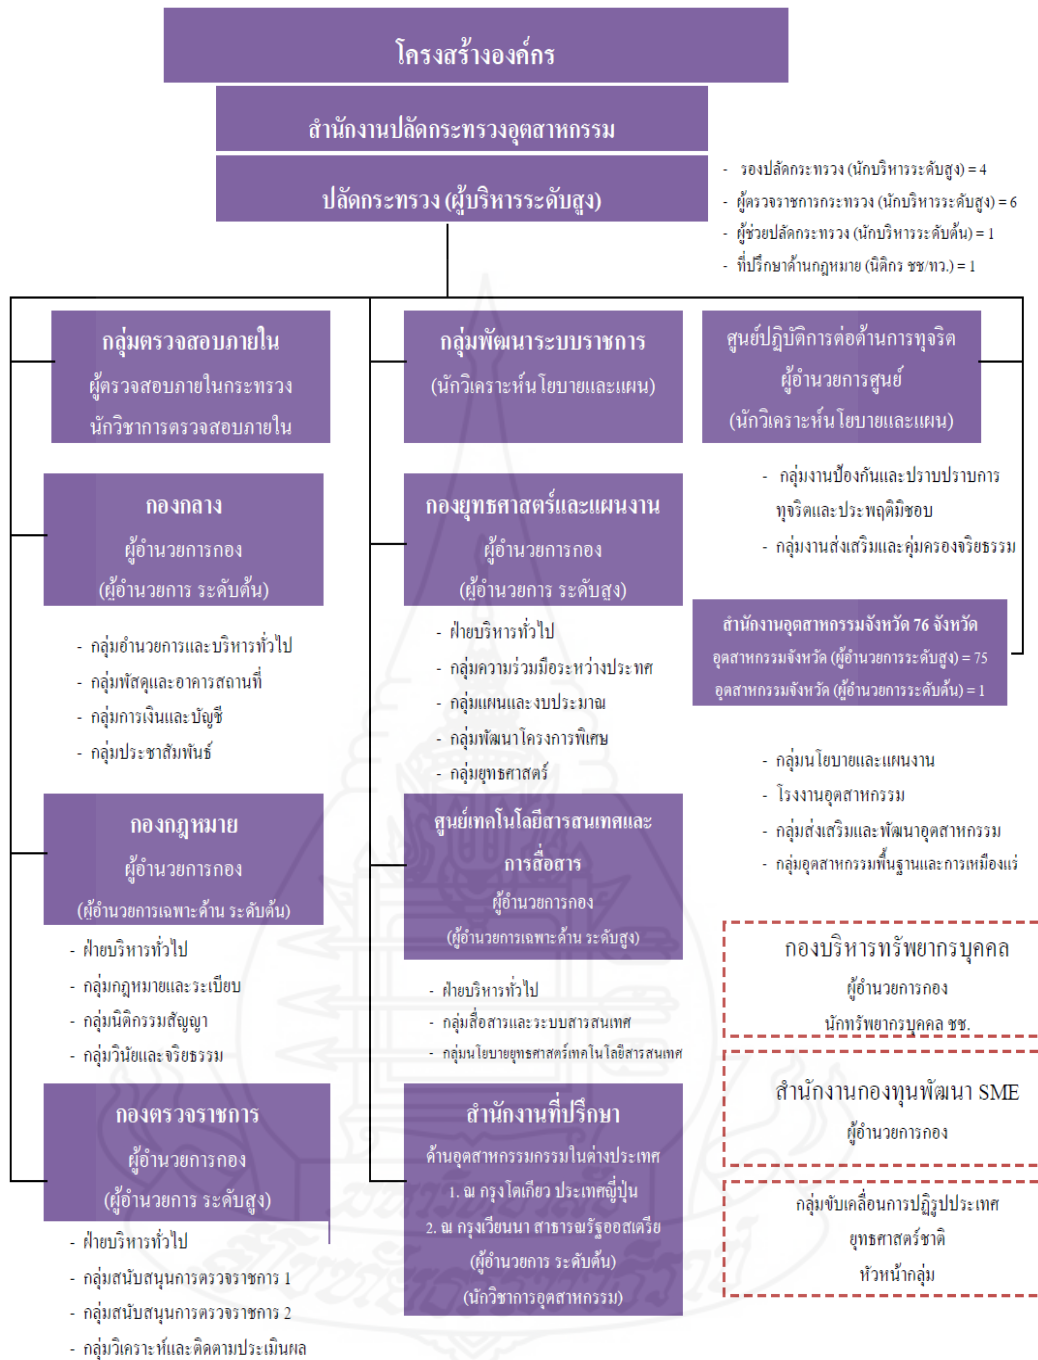 โครงสร้างองค์กร
สำนักงานปลัดกระทรวงอุตสาหกรรม
ปลัดกระทรวง (ผู้บริหารระดับสูง)
- รองปลัดกระทรวง (นักบริหารระดับสูง) = 4
- ผู้ตรวจราชการกระทรวง (นักบริหารระดับสูง) = 6
- ผู้ช่วยปลัดกระทรวง (นักบริหารระดับต้น) = 1
- ที่ปรึกษาด้านกฎหมาย (นิติกร ชช/ทว.) = 1
กลุ่มตรวจสอบภายใน
ผู้ตรวจสอบภายในกระทรวง
นักวิชาการตรวจสอบภายใน
กลุ่มพัฒนาระบบราชการ
(นักวิเคราะห์นโยบายและแผน)
ศูนย์ปฏิบัติการต่อต้านการทุจริต
ผู้อำนวยการศูนย์
(นักวิเคราะห์นโยบายและแผน)
- กลุ่มงานป้องกันและปราบปราบการ
ทุจริตและประพฤติมิชอบ
- กลุ่มงานส่งเสริมและคุ่มครองจริยธรรม
กองกลาง
ผู้อำนวยการกอง
(ผู้อำนวยการ ระดับต้น)
- กลุ่มอำนวยการและบริหารทั่วไป
- กลุ่มพัสดุและอาคารสถานที่
- กลุ่มการเงินและบัญชี
- กลุ่มประชาสัมพันธ์
กองยุทธศาสตร์และแผนงาน
ผู้อำนวยการกอง
(ผู้อำนวยการ ระดับสูง)
- ฝ่ายบริหารทั่วไป
- กลุ่มความร่วมมือระหว่างประทศ
- กลุ่มแผนและงบประมาณ
- กลุ่มพัฒนาโครงการพิเศษ
- กลุ่มยุทธศาสตร์
สำนักงานอุตสาหกรรมจังหวัด 76 จังหวัด
อุตสาหกรรมจังหวัด (ผู้อำนวยการระดับสูง) = 75
อุตสาหกรรมจังหวัด (ผู้อำนวยการระดับต้น) = 1
- กลุ่มนโยบายและแผนงาน
- โรงงานอุตสาหกรรม
- กลุ่มส่งเสริมและพัฒนาอุตสาหกรรม
- กลุ่มอุตสาหกรรมพื้นฐานและการเหมืองแร่
กองกฎหมาย
ผู้อำนวยการกอง
(ผู้อำนวยการเฉพาะด้าน ระดับต้น)
- ฝ่ายบริหารทั่วไป
- กลุ่มกฎหมายและระเบียบ
- กลุ่มนิติกรรมสัญญา
- กลุ่มวินัยและจริยธรรม
ศูนย์เทคโนโลยีสารสนเทศและ
การสื่อสาร
ผู้อำนวยการกอง
(ผู้อำนวยการเฉพาะด้าน ระดับสูง)
- ฝ่ายบริหารทั่วไป
- กลุ่มสื่อสารและระบบสารสนเทศ
- กลุ่มนโยบายยุทธศาสตร์เทคโนโลยีสารสนเทศ
กองบริหารทรัพยากรบุคคล
ผู้อำนวยการกอง
นักทรัพยากรบุคคล ชช.
สำนักงานกองทุนพัฒนา SME
ผู้อำนวยการกอง
กลุ่มขับเคลื่อนการปฏิรูปประเทศ
ยุทธศาสตร์ชาติ
หัวหน้ากลุ่ม
กองตรวจราชการ
ผู้อำนวยการกอง
(ผู้อำนวยการ ระดับสูง)
- ฝ่ายบริหารทั่วไป
- กลุ่มสนับสนุนการตรวจราชการ 1
- กลุ่มสนับสนุนการตรวจราชการ 2
- กลุ่มวิเคราะห์และติดตามประเมินผล
สำนักงานที่ปรึกษา
ด้านอุตสาหกรรมกรรมในต่างประเทศ
1. ณ กรุงโตเกียว ประเทศญี่ปุ่น
2. ณ กรุงเวียนนา สาธารณรัฐออสเตรีย
(ผู้อำนวยการ ระดับต้น)
(นักวิชาการอุตสาหกรรม)